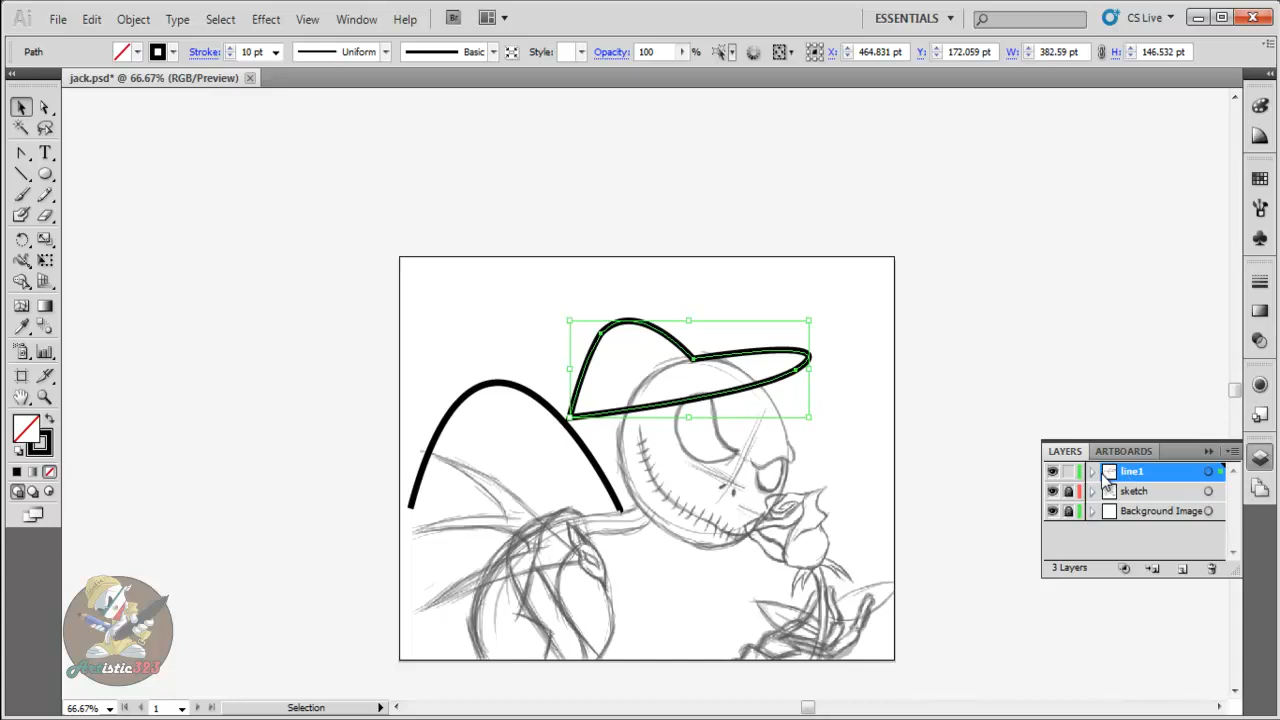 Ai File Edit Object Type Select Effect View Window Help Br ESSENTIALS CS Live
Path Stroke: 10 pt Uniform Basic Style: Opacity: 100 % X: 464.831 pt Y: 172.059 pt W: 382.59 pt H: 146.532 pt
jack.psd* @ 66.67% (RGB/Preview)
LAYERS ARTBOARDS
line1
sketch
Background Image
3 Layers
Artistic323
66.67% 1 Selection